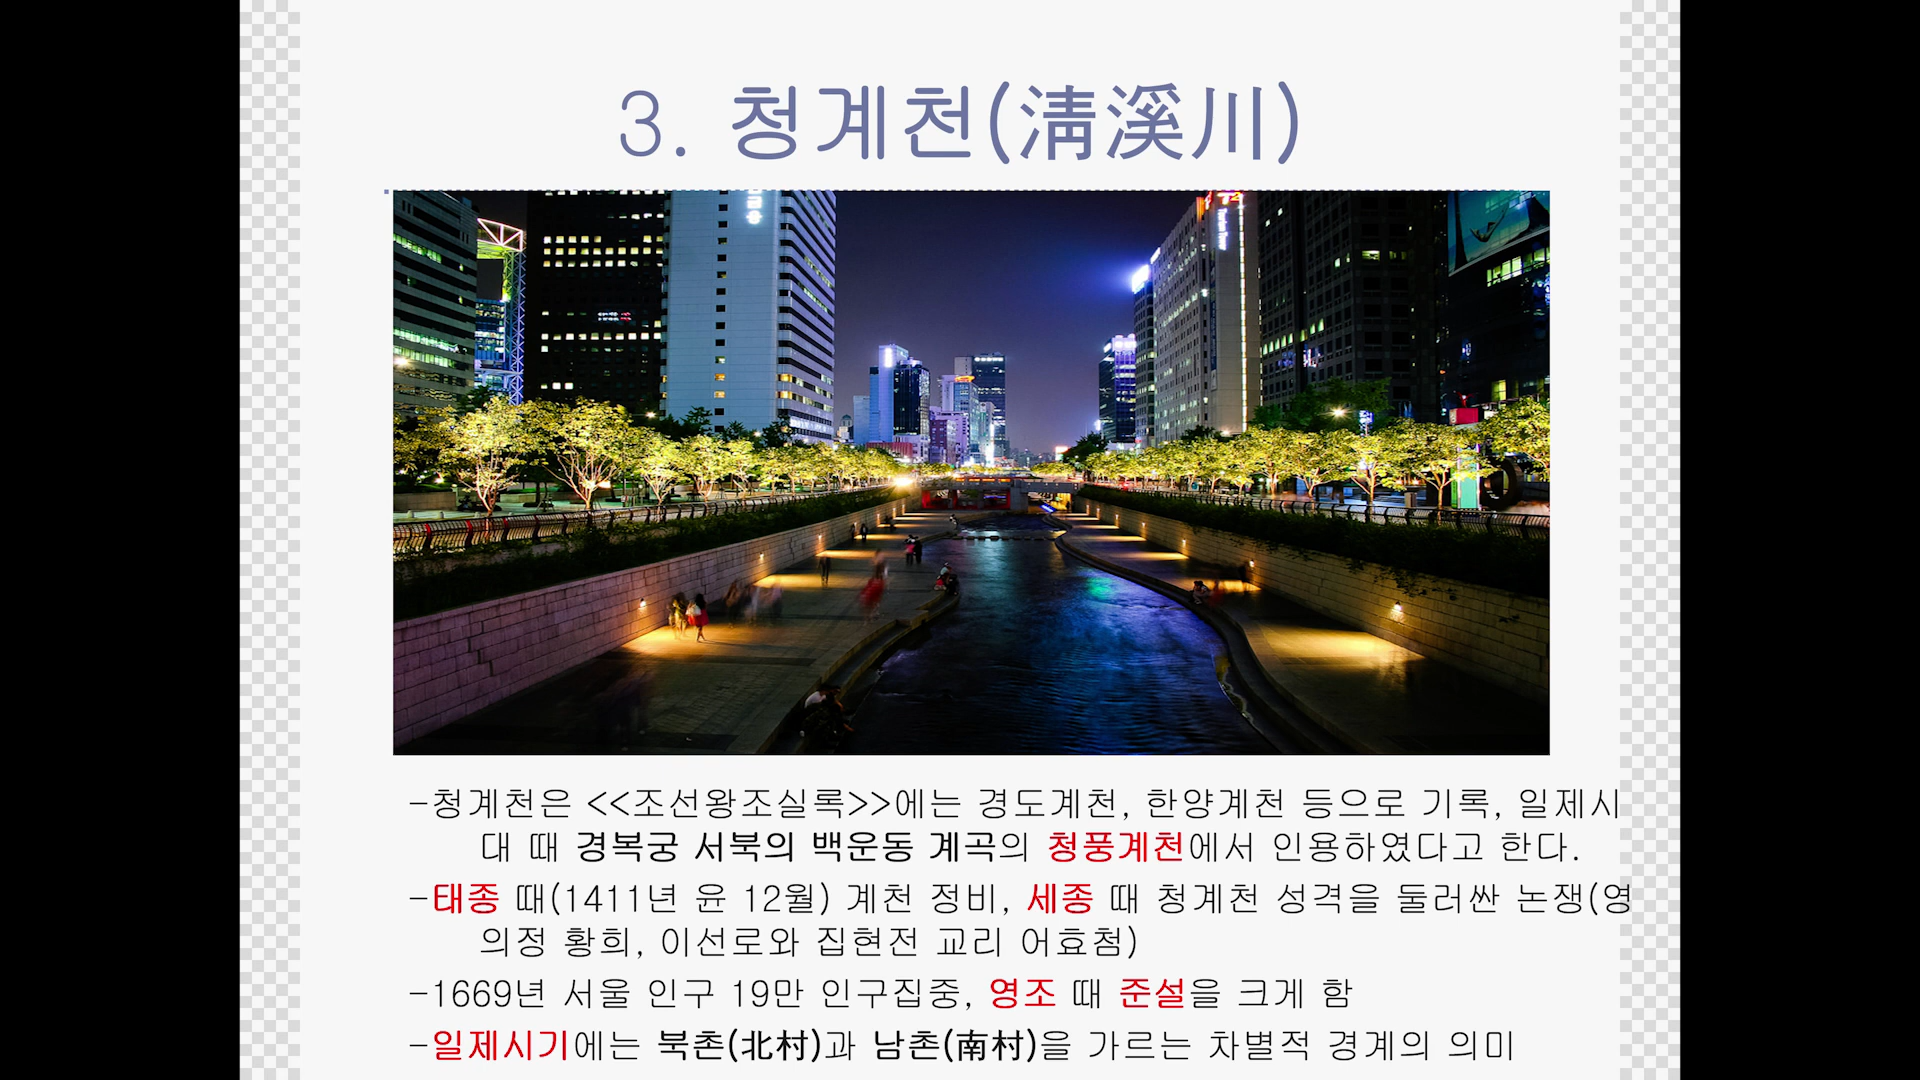 3. 청계천(淸溪川)
-청계천은 <<조선왕조실록>>에는 경도계천, 한양계천 등으로 기록, 일제시
대 때 경복궁 서북의 백운동 계곡의 청풍계천에서 인용하였다고 한다.
-태종 때(1411년 윤 12월) 계천 정비, 세종 때 청계천 성격을 둘러싼 논쟁(영
의정 황희, 이선로와 집현전 교리 어효첨)
-1669년 서울 인구 19만 인구집중, 영조 때 준설을 크게 함
-일제시기에는 북촌(北村)과 남촌(南村)을 가르는 차별적 경계의 의미